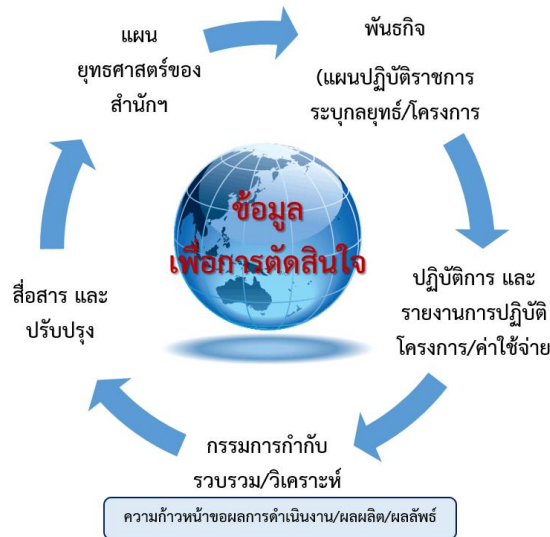 แผน
ยุทธศาสตร์ของ
สำนักฯ
พันธกิจ
(แผนปฏิบัติราชการ
ระบุกลยุทธ์/โครงการ
ข้อมูล
เพื่อการตัดสินใจ
ปฏิบัติการ และ
รายงานการปฏิบัติ
โครงการ/ค่าใช้จ่าย
กรรมการกำกับ
รวบรวม/วิเคราะห์
ความก้าวหน้าขอผลการดำเนินงาน/ผลผลิต/ผลลัพธ์
สื่อสาร และ
ปรับปรุง